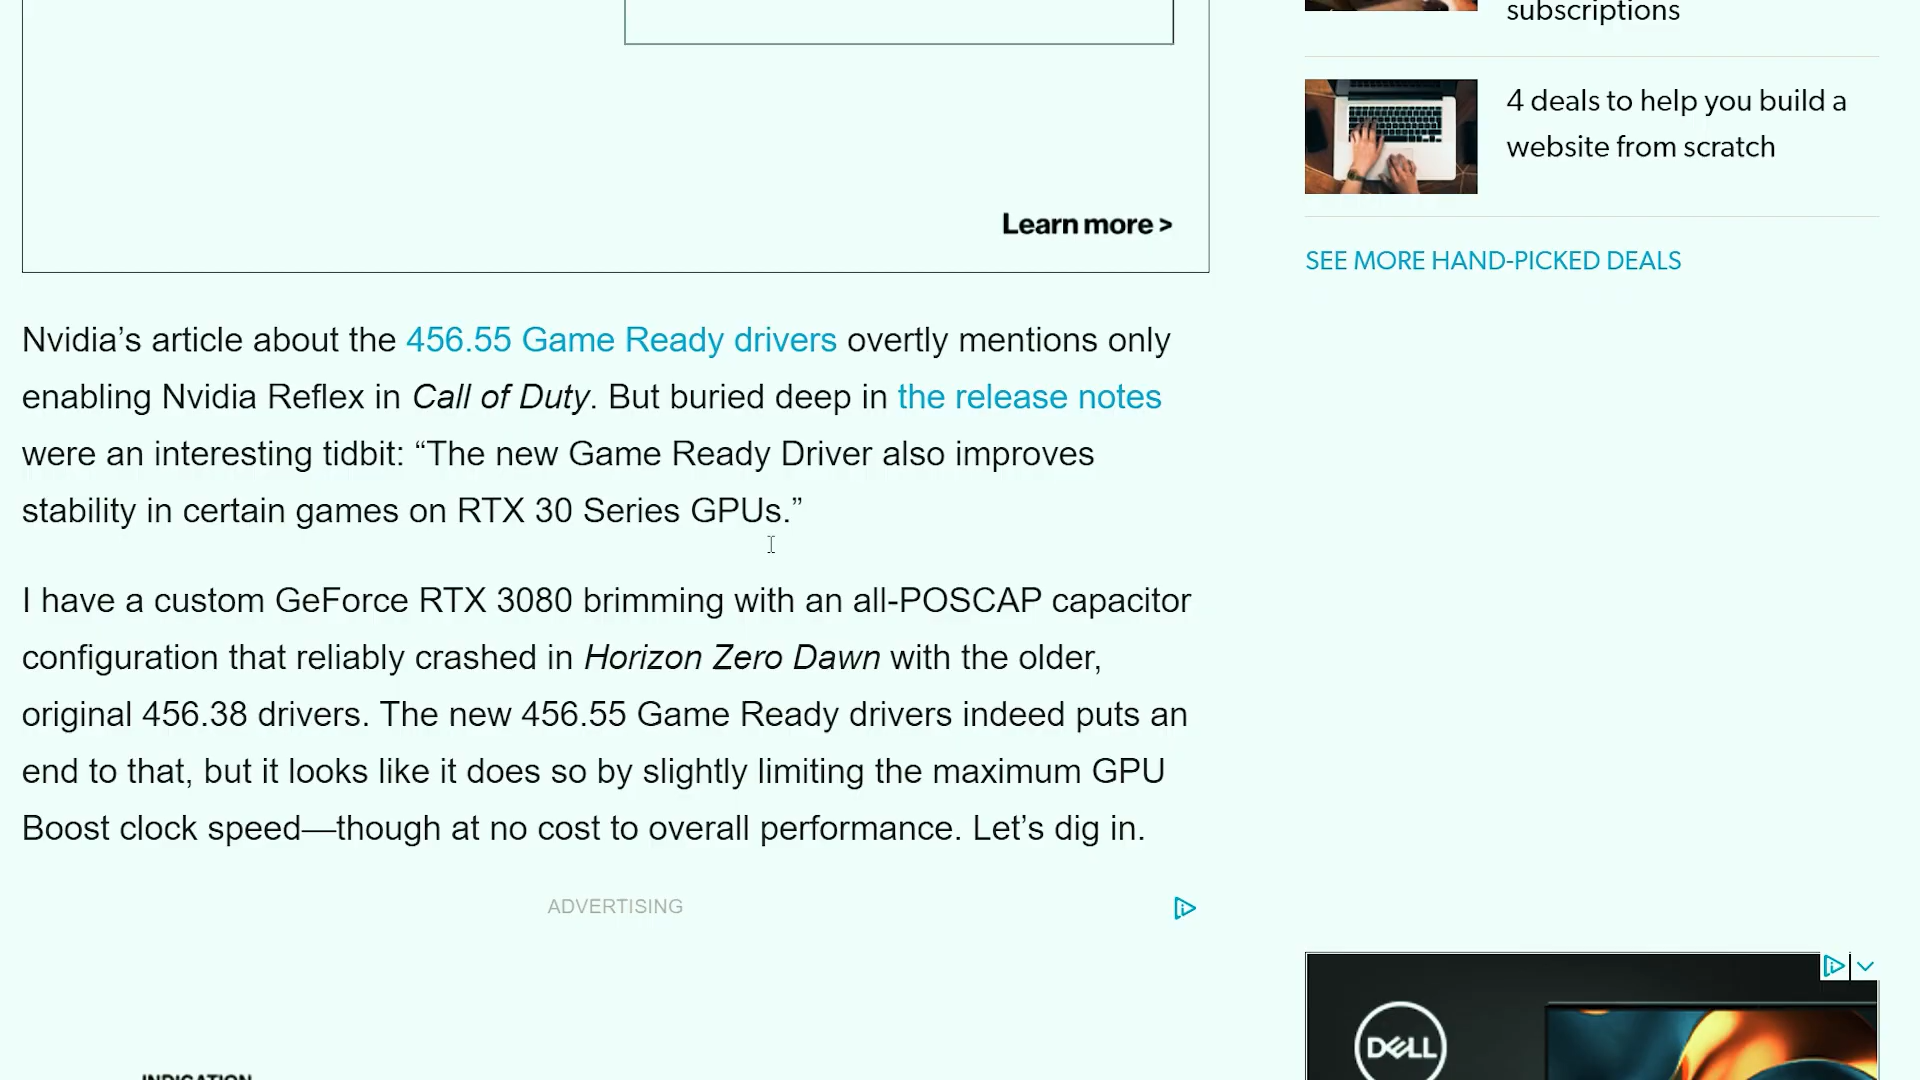 subscriptions
4 deals to help you build a
website from scratch
Learn more >
SEE MORE HAND-PICKED DEALS
Nvidia’s article about the 456.55 Game Ready drivers overtly mentions only
enabling Nvidia Reflex in Call of Duty. But buried deep in the release notes
were an interesting tidbit: “The new Game Ready Driver also improves
stability in certain games on RTX 30 Series GPUs.”
I have a custom GeForce RTX 3080 brimming with an all-POSCAP capacitor
configuration that reliably crashed in Horizon Zero Dawn with the older,
original 456.38 drivers. The new 456.55 Game Ready drivers indeed puts an
end to that, but it looks like it does so by slightly limiting the maximum GPU
Boost clock speed—though at no cost to overall performance. Let’s dig in.
ADVERTISING
DELL
INDICATION